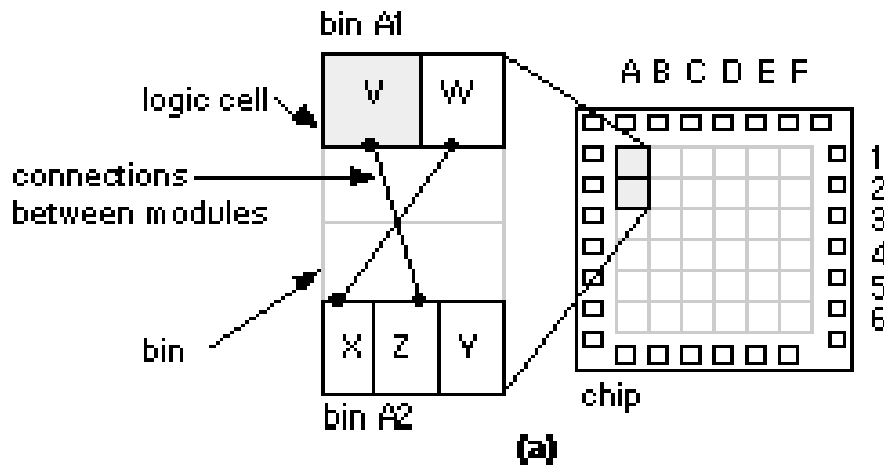 bin A1
A B C D E F
logic cell
V W
connections
between modules
1
2
3
4
5
6
bin
X Z Y
bin A2
chip
(a)